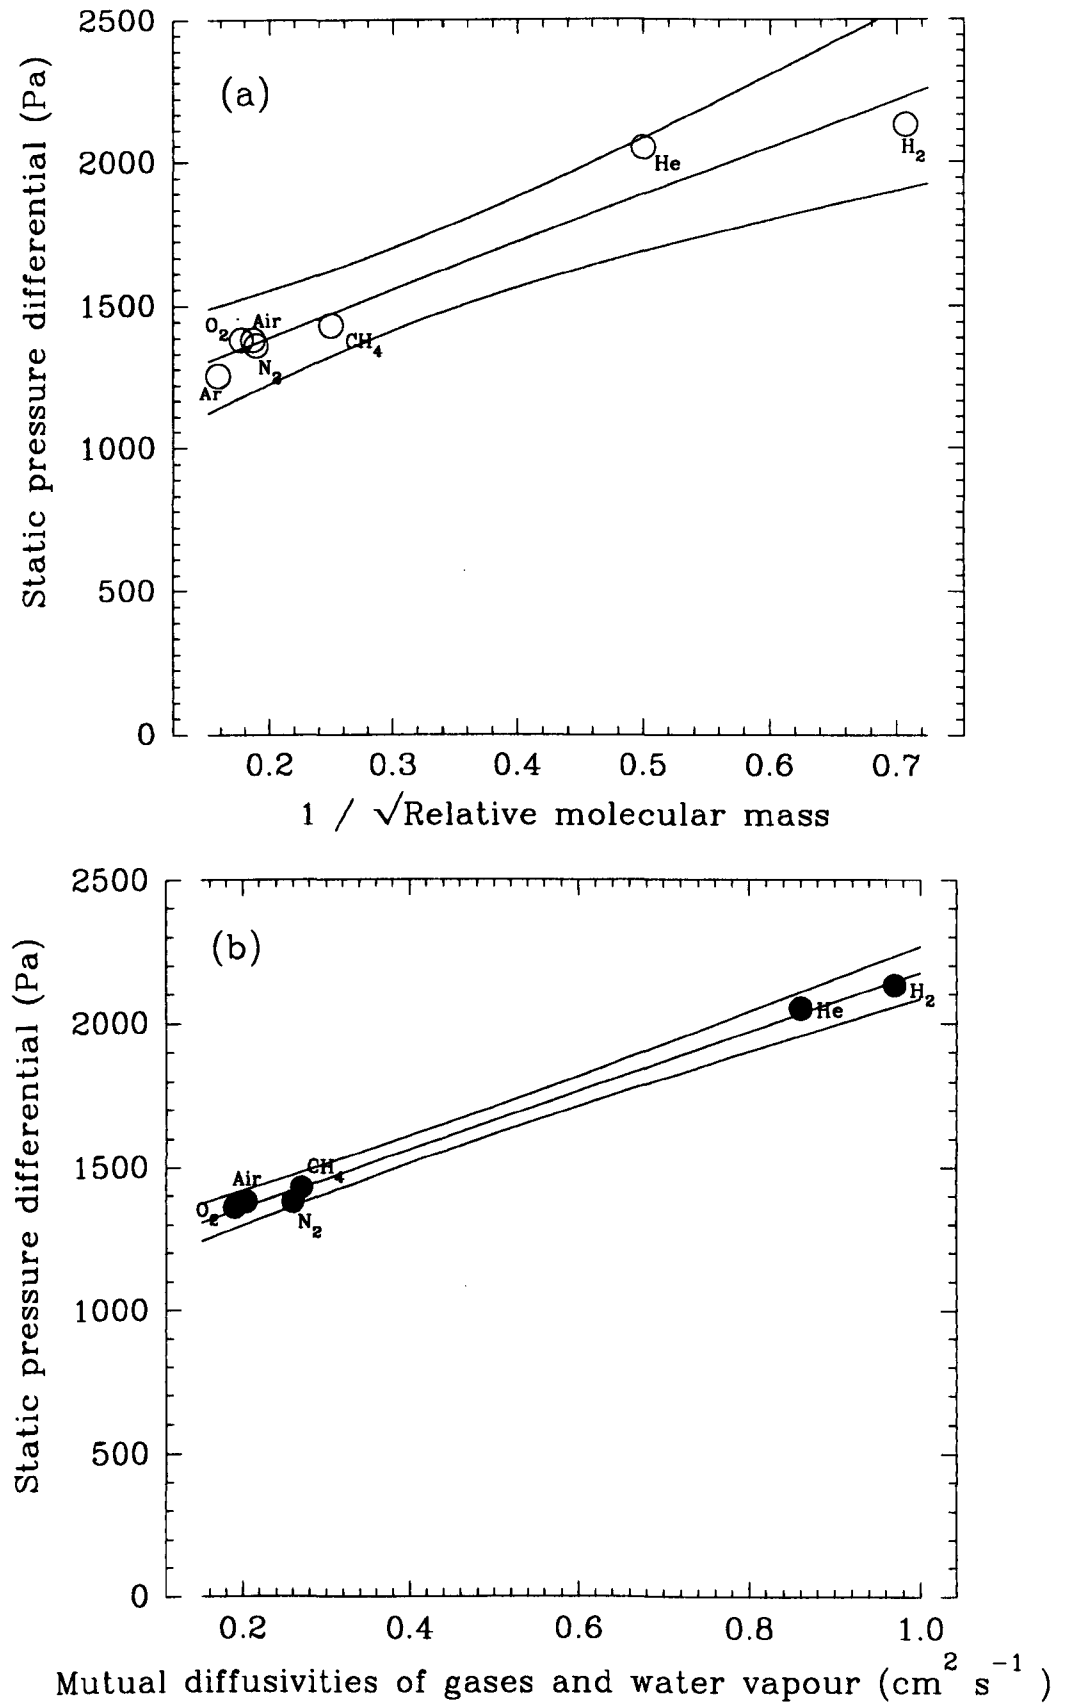 2500
2000
1500
1000
500
0
Static pressure differential (Pa)
(a)
He
H2
O2
Air
CH4
N2
Ar
0.2 0.3 0.4 0.5 0.6 0.7
1 / √Relative molecular mass
2500
2000
1500
1000
500
0
Static pressure differential (Pa)
(b)
H2
He
CH4
Air
O2
N2
0.2 0.4 0.6 0.8 1.0
Mutual diffusivities of gases and water vapour (cm² s⁻¹)